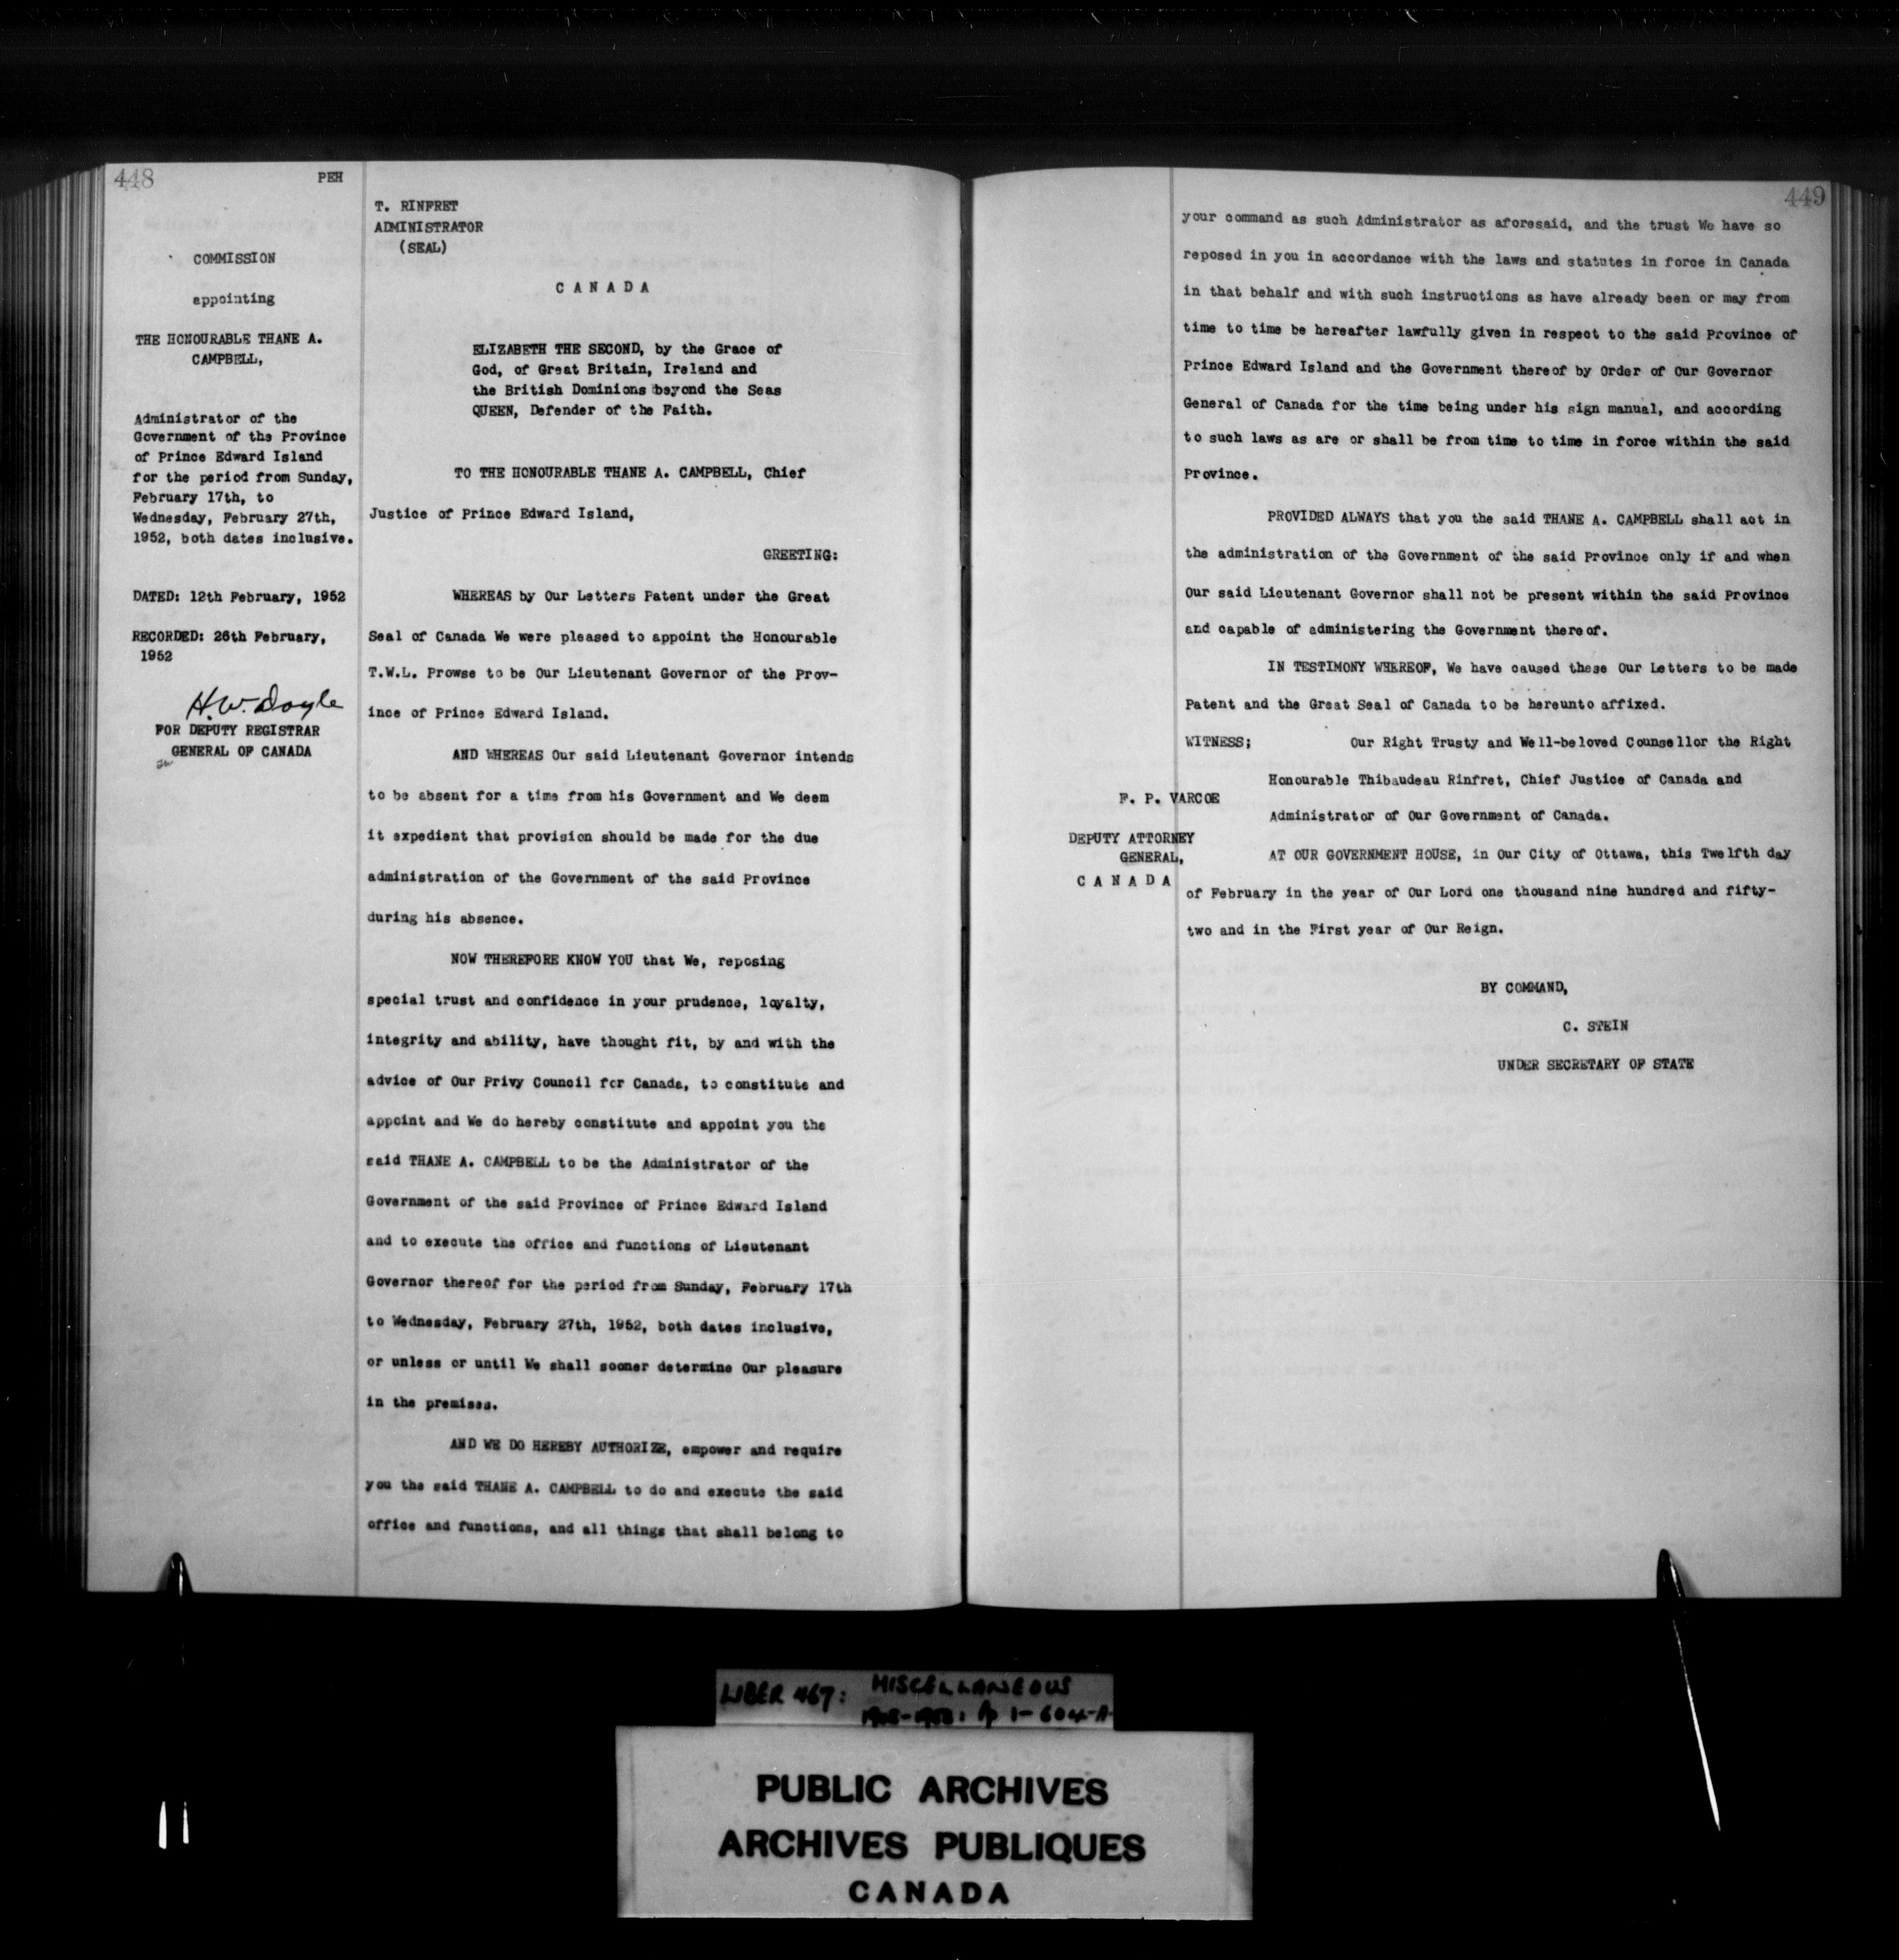 448
PEH
COMMISSION
appointing
THE HONOURABLE THANE A.
CAMPBELL,
Administrator of the
Government of the Province
of Prince Edward Island
for the period from Sunday,
February 17th, to
Wednesday, February 27th,
1952, both dates inclusive.
DATED: 12th February, 1952
RECORDED: 26th February,
1952
H.W. Doyle
FOR DEPUTY REGISTRAR
GENERAL OF CANADA
T. RINFRET
ADMINISTRATOR
(SEAL)
C A N A D A
ELIZABETH THE SECOND, by the Grace of
God, of Great Britain, Ireland and
the British Dominions beyond the Seas
QUEEN, Defender of the Faith.
TO THE HONOURABLE THANE A. CAMPBELL, Chief
Justice of Prince Edward Island,
GREETING:
WHEREAS by Our Letters Patent under the Great
Seal of Canada We were pleased to appoint the Honourable
T.W.L. Prowse to be Our Lieutenant Governor of the Prov-
ince of Prince Edward Island.
AND WHEREAS Our said Lieutenant Governor intends
to be absent for a time from his Government and We deem
it expedient that provision should be made for the due
administration of the Government of the said Province
during his absence.
NOW THEREFORE KNOW YOU that We, reposing
special trust and confidence in your prudence, loyalty,
integrity and ability, have thought fit, by and with the
advice of Our Privy Council for Canada, to constitute and
appoint and We do hereby constitute and appoint you the
said THANE A. CAMPBELL to be the Administrator of the
Government of the said Province of Prince Edward Island
and to execute the office and functions of Lieutenant
Governor thereof for the period from Sunday, February 17th
to Wednesday, February 27th, 1952, both dates inclusive,
or unless or until We shall sooner determine Our pleasure
in the premises.
AND WE DO HEREBY AUTHORIZE, empower and require
you the said THANE A. CAMPBELL to do and execute the said
office and functions, and all things that shall belong to
449
your command as such Administrator as aforesaid, and the trust We have so
reposed in you in accordance with the laws and statutes in force in Canada
in that behalf and with such instructions as have already been or may from
time to time be hereafter lawfully given in respect to the said Province of
Prince Edward Island and the Government thereof by Order of Our Governor
General of Canada for the time being under his sign manual, and according
to such laws as are or shall be from time to time in force within the said
Province.
PROVIDED ALWAYS that you the said THANE A. CAMPBELL shall act in
the administration of the Government of the said Province only if and when
Our said Lieutenant Governor shall not be present within the said Province
and capable of administering the Government thereof.
IN TESTIMONY WHEREOF, We have caused these Our Letters to be made
Patent and the Great Seal of Canada to be hereunto affixed.
WITNESS; Our Right Trusty and Well-beloved Counsellor the Right
Honourable Thibaudeau Rinfret, Chief Justice of Canada and
Administrator of Our Government of Canada.
F. P. VARCOE
DEPUTY ATTORNEY
GENERAL,
C A N A D A
AT OUR GOVERNMENT HOUSE, in Our City of Ottawa, this Twelfth day
of February in the year of Our Lord one thousand nine hundred and fifty-
two and in the First year of Our Reign.
BY COMMAND,
C. STEIN
UNDER SECRETARY OF STATE
LIBER 467: MISCELLANEOUS
Pp 1-604-A
PUBLIC ARCHIVES
ARCHIVES PUBLIQUES
CANADA